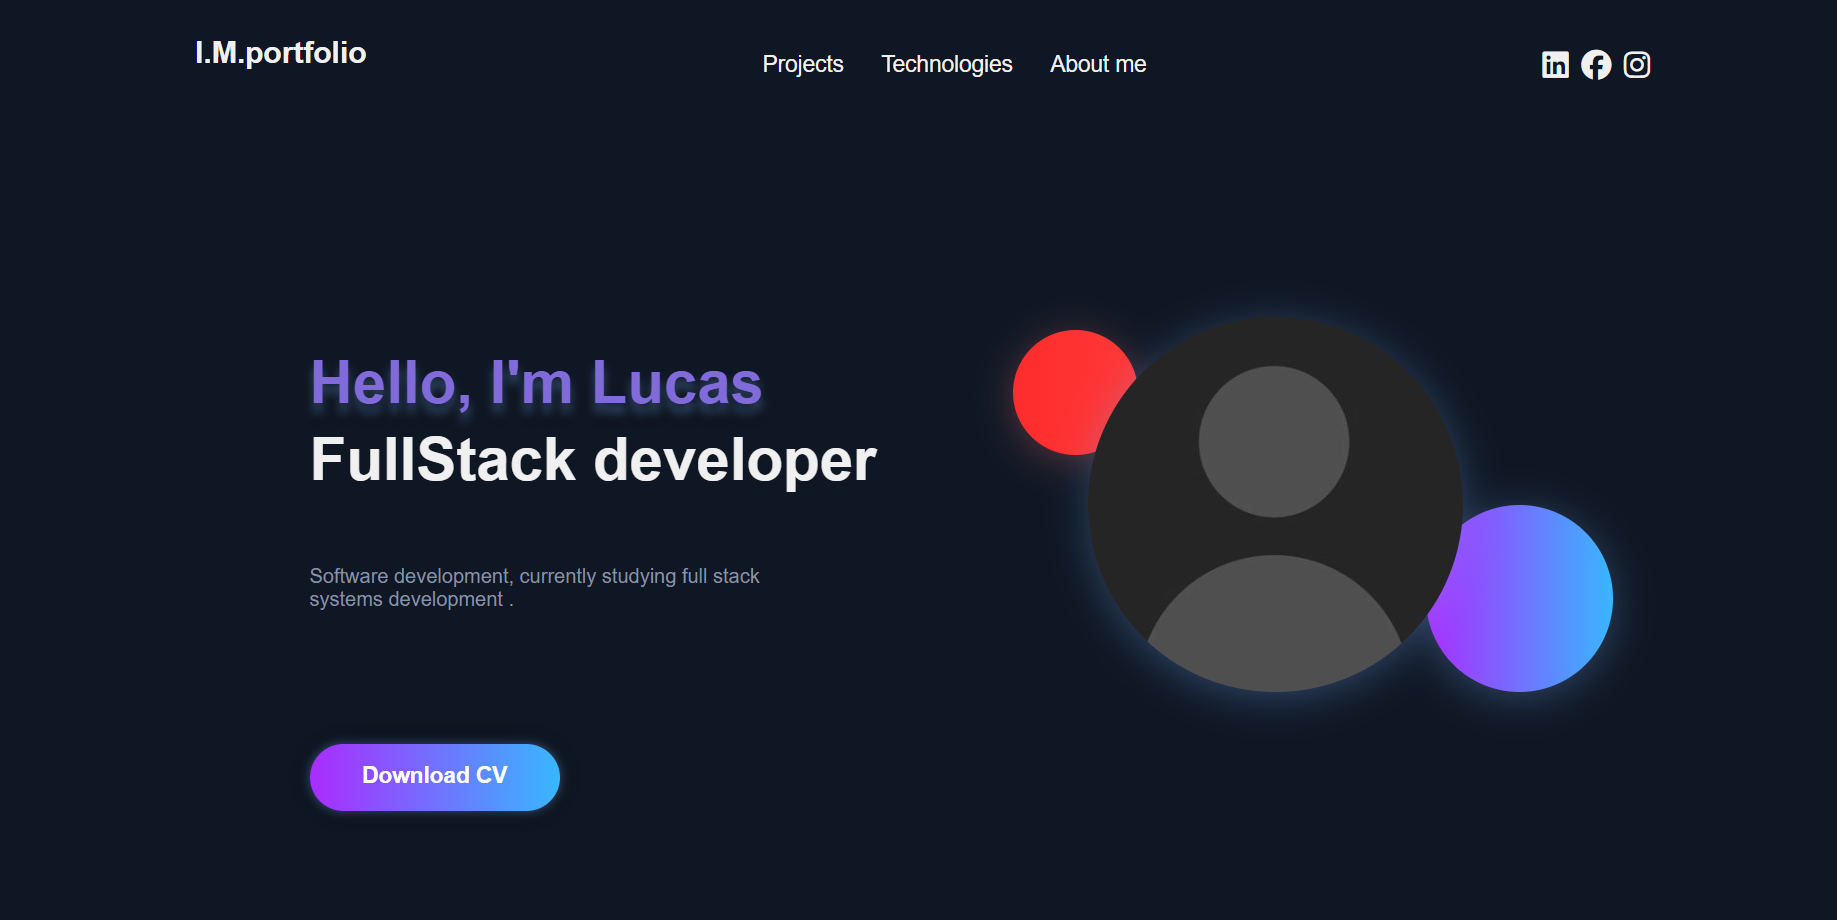 I.M.portfolio
Projects Technologies About me
Hello, I'm Lucas
FullStack developer
Software development, currently studying full stack
systems development .
Download CV